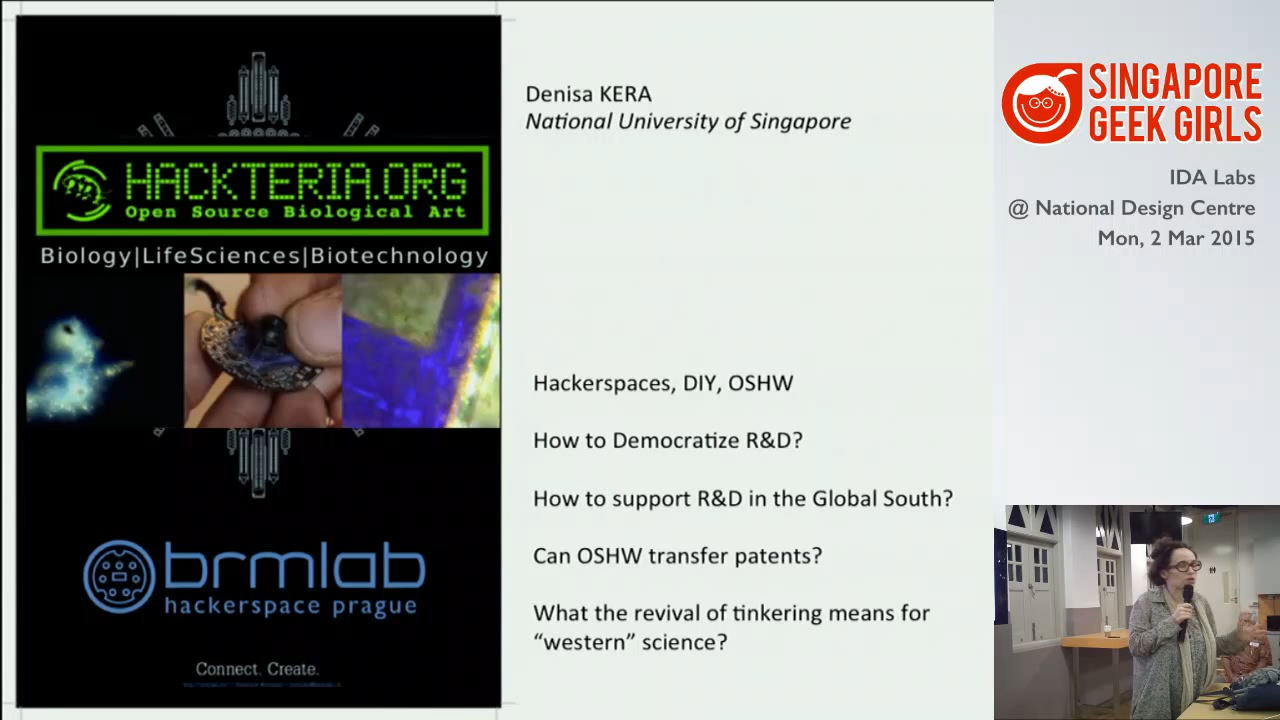 HACKTERIA.ORG
Open Source Biological Art
Biology|LifeSciences|Biotechnology
brmlab
hackerspace prague
Connect. Create.
Denisa KERA
National University of Singapore
Hackerspaces, DIY, OSHW
How to Democratize R&D?
How to support R&D in the Global South?
Can OSHW transfer patents?
What the revival of tinkering means for
“western” science?
SINGAPORE
GEEK GIRLS
IDA Labs
@ National Design Centre
Mon, 2 Mar 2015